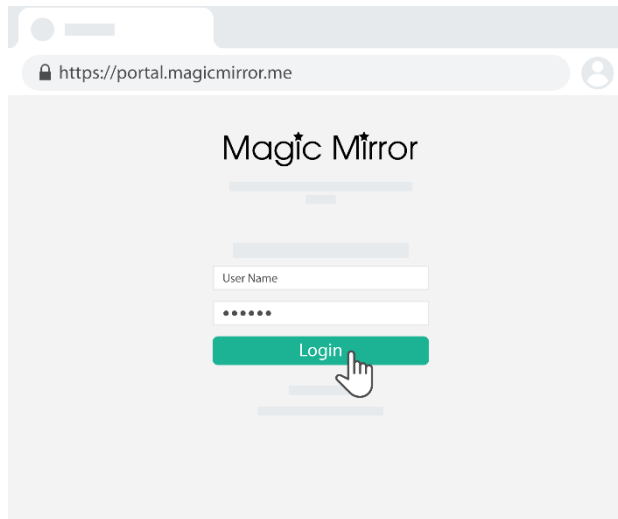 https://portal.magicmirror.me
Magic Mirror
User Name
••••••
Login